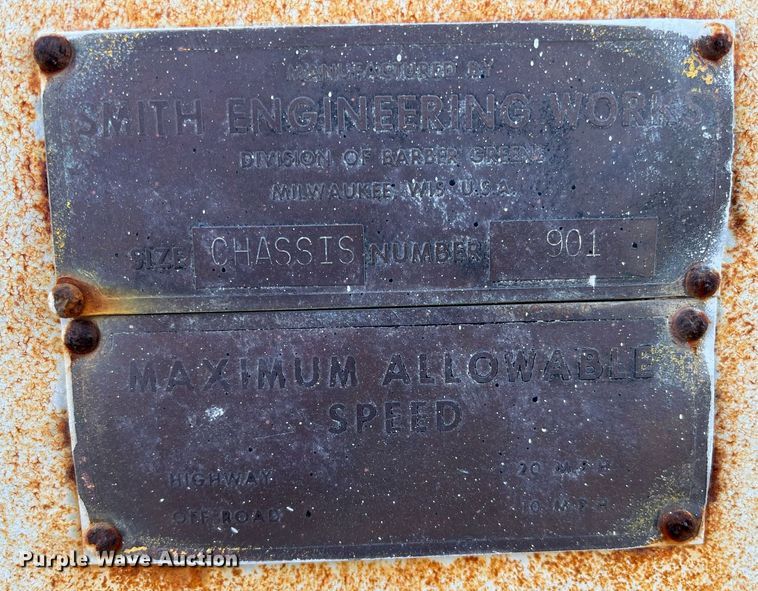 MANUFACTURED BY
SMITH ENGINEERING WORKS
DIVISION OF BARBER GREENE
MILWAUKEE, WIS. U.S.A.
SIZE CHASSIS NUMBER 901
MAXIMUM ALLOWABLE
SPEED
HIGHWAY 20 M.P.H.
OFF ROAD 10 M.P.H.
Purple Wave Auction